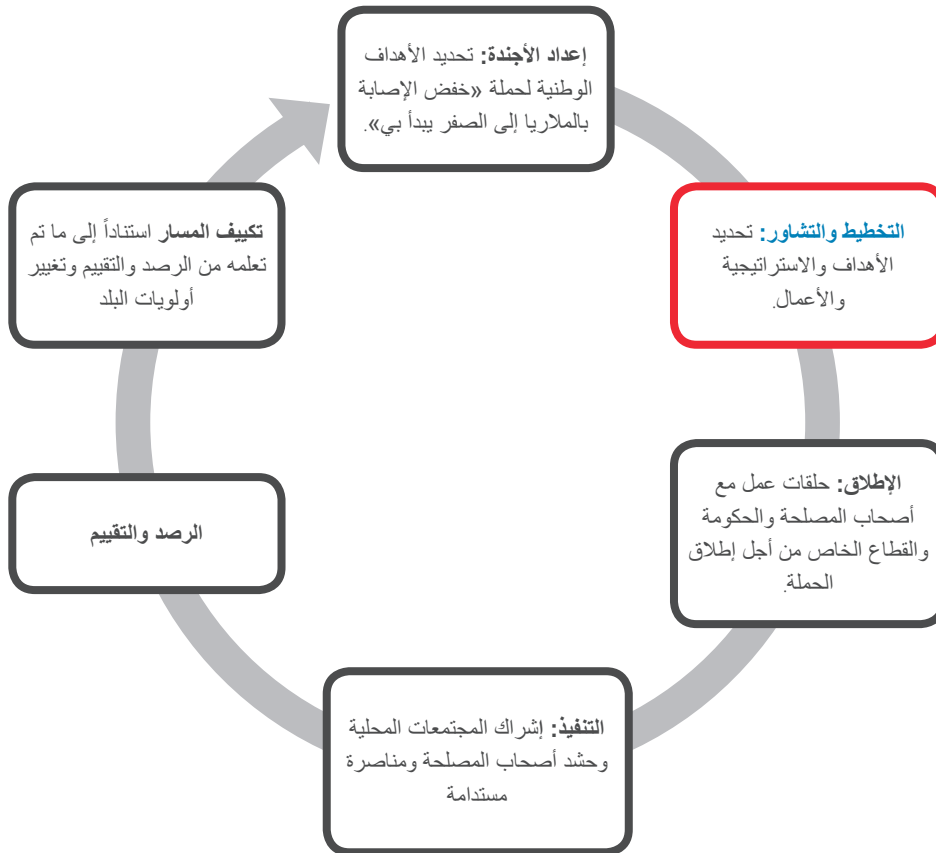 إعداد الأجندة: تحديد الأهداف
الوطنية لحملة «خفض الإصابة
بالملاريا إلى الصفر يبدأ بي».
التخطيط والتشاور: تحديد
الأهداف والاستراتيجية
والأعمال.
الإطلاق: حلقات عمل مع
أصحاب المصلحة والحكومة
والقطاع الخاص من أجل إطلاق
الحملة.
التنفيذ: إشراك المجتمعات المحلية
وحشد أصحاب المصلحة ومناصرة
مستدامة
الرصد والتقييم
تكييف المسار استناداً إلى ما تم
تعلمه من الرصد والتقييم وتغيير
أولويات البلد